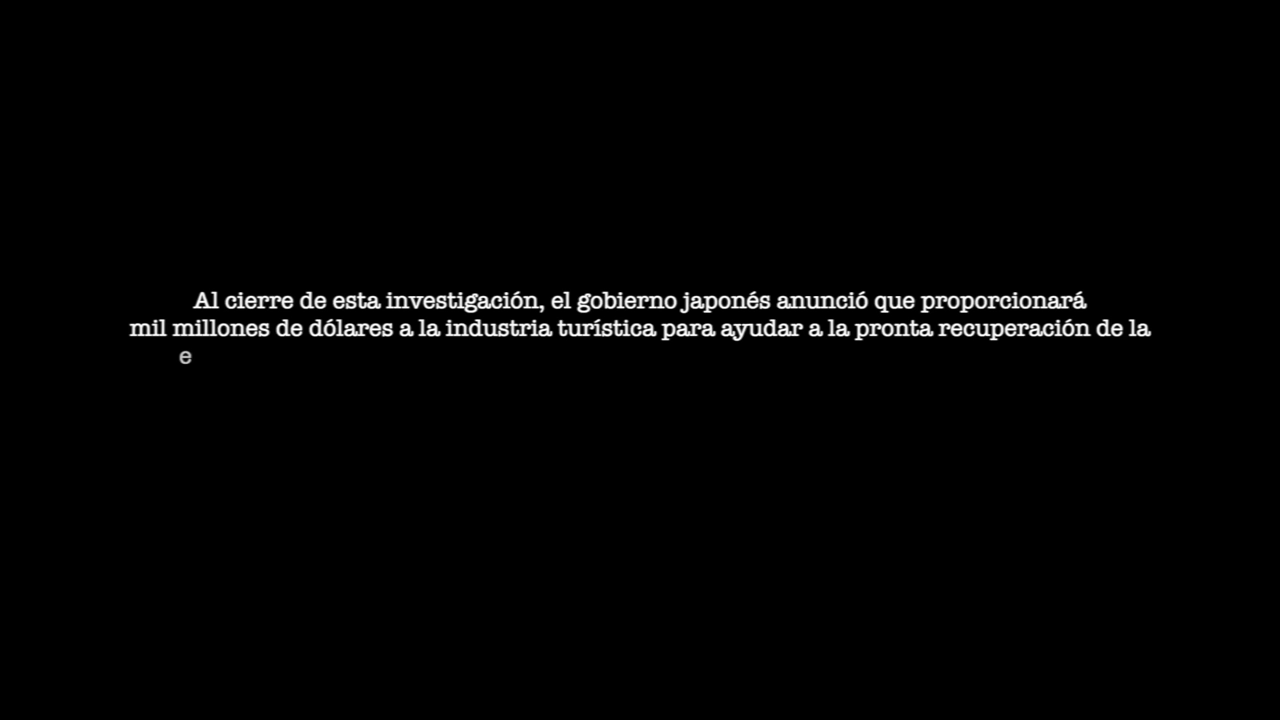 Al cierre de esta investigación, el gobierno japonés anunció que proporcionará
mil millones de dólares a la industria turística para ayudar a la pronta recuperación de la
e